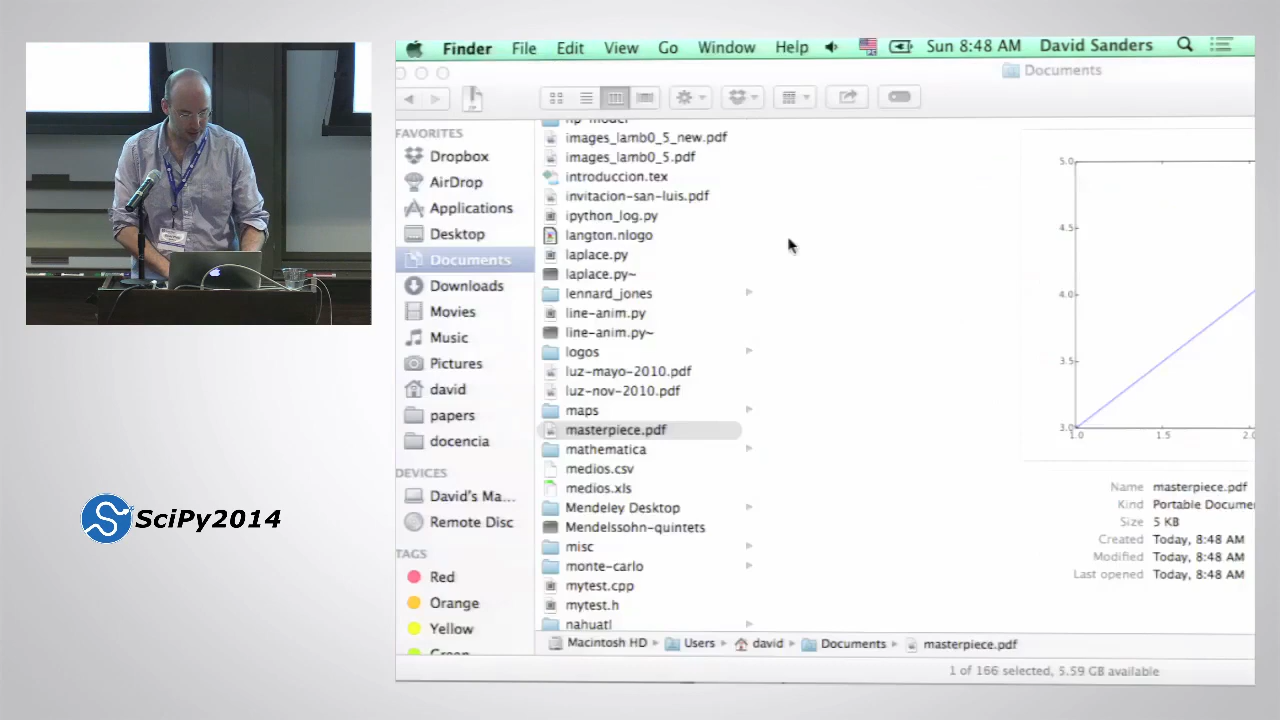 Finder File Edit View Go Window Help Sun 8:48 AM David Sanders
Documents
FAVORITES
Dropbox
AirDrop
Applications
Desktop
Documents
Downloads
Movies
Music
Pictures
david
papers
docencia
DEVICES
David's Ma...
Remote Disc
TAGS
Red
Orange
Yellow
Green
images_lamb0_5_new.pdf
images_lamb0_5.pdf
introduccion.tex
invitacion-san-luis.pdf
ipython_log.py
langton.nlogo
laplace.py
laplace.py~
lennard_jones
line-anim.py
line-anim.py~
logos
luz-mayo-2010.pdf
luz-nov-2010.pdf
maps
masterpiece.pdf
mathematica
medios.csv
medios.xls
Mendeley Desktop
Mendelssohn-quintets
misc
monte-carlo
mytest.cpp
mytest.h
nahuatl
5.0
4.5
4.0
3.5
3.0
1.0 1.5 2.0
Name masterpiece.pdf
Kind Portable Docume
Size 5 KB
Created Today, 8:48 AM
Modified Today, 8:48 AM
Last opened Today, 8:48 AM
Macintosh HD Users david Documents masterpiece.pdf
1 of 166 selected, 5.59 GB available
SciPy2014